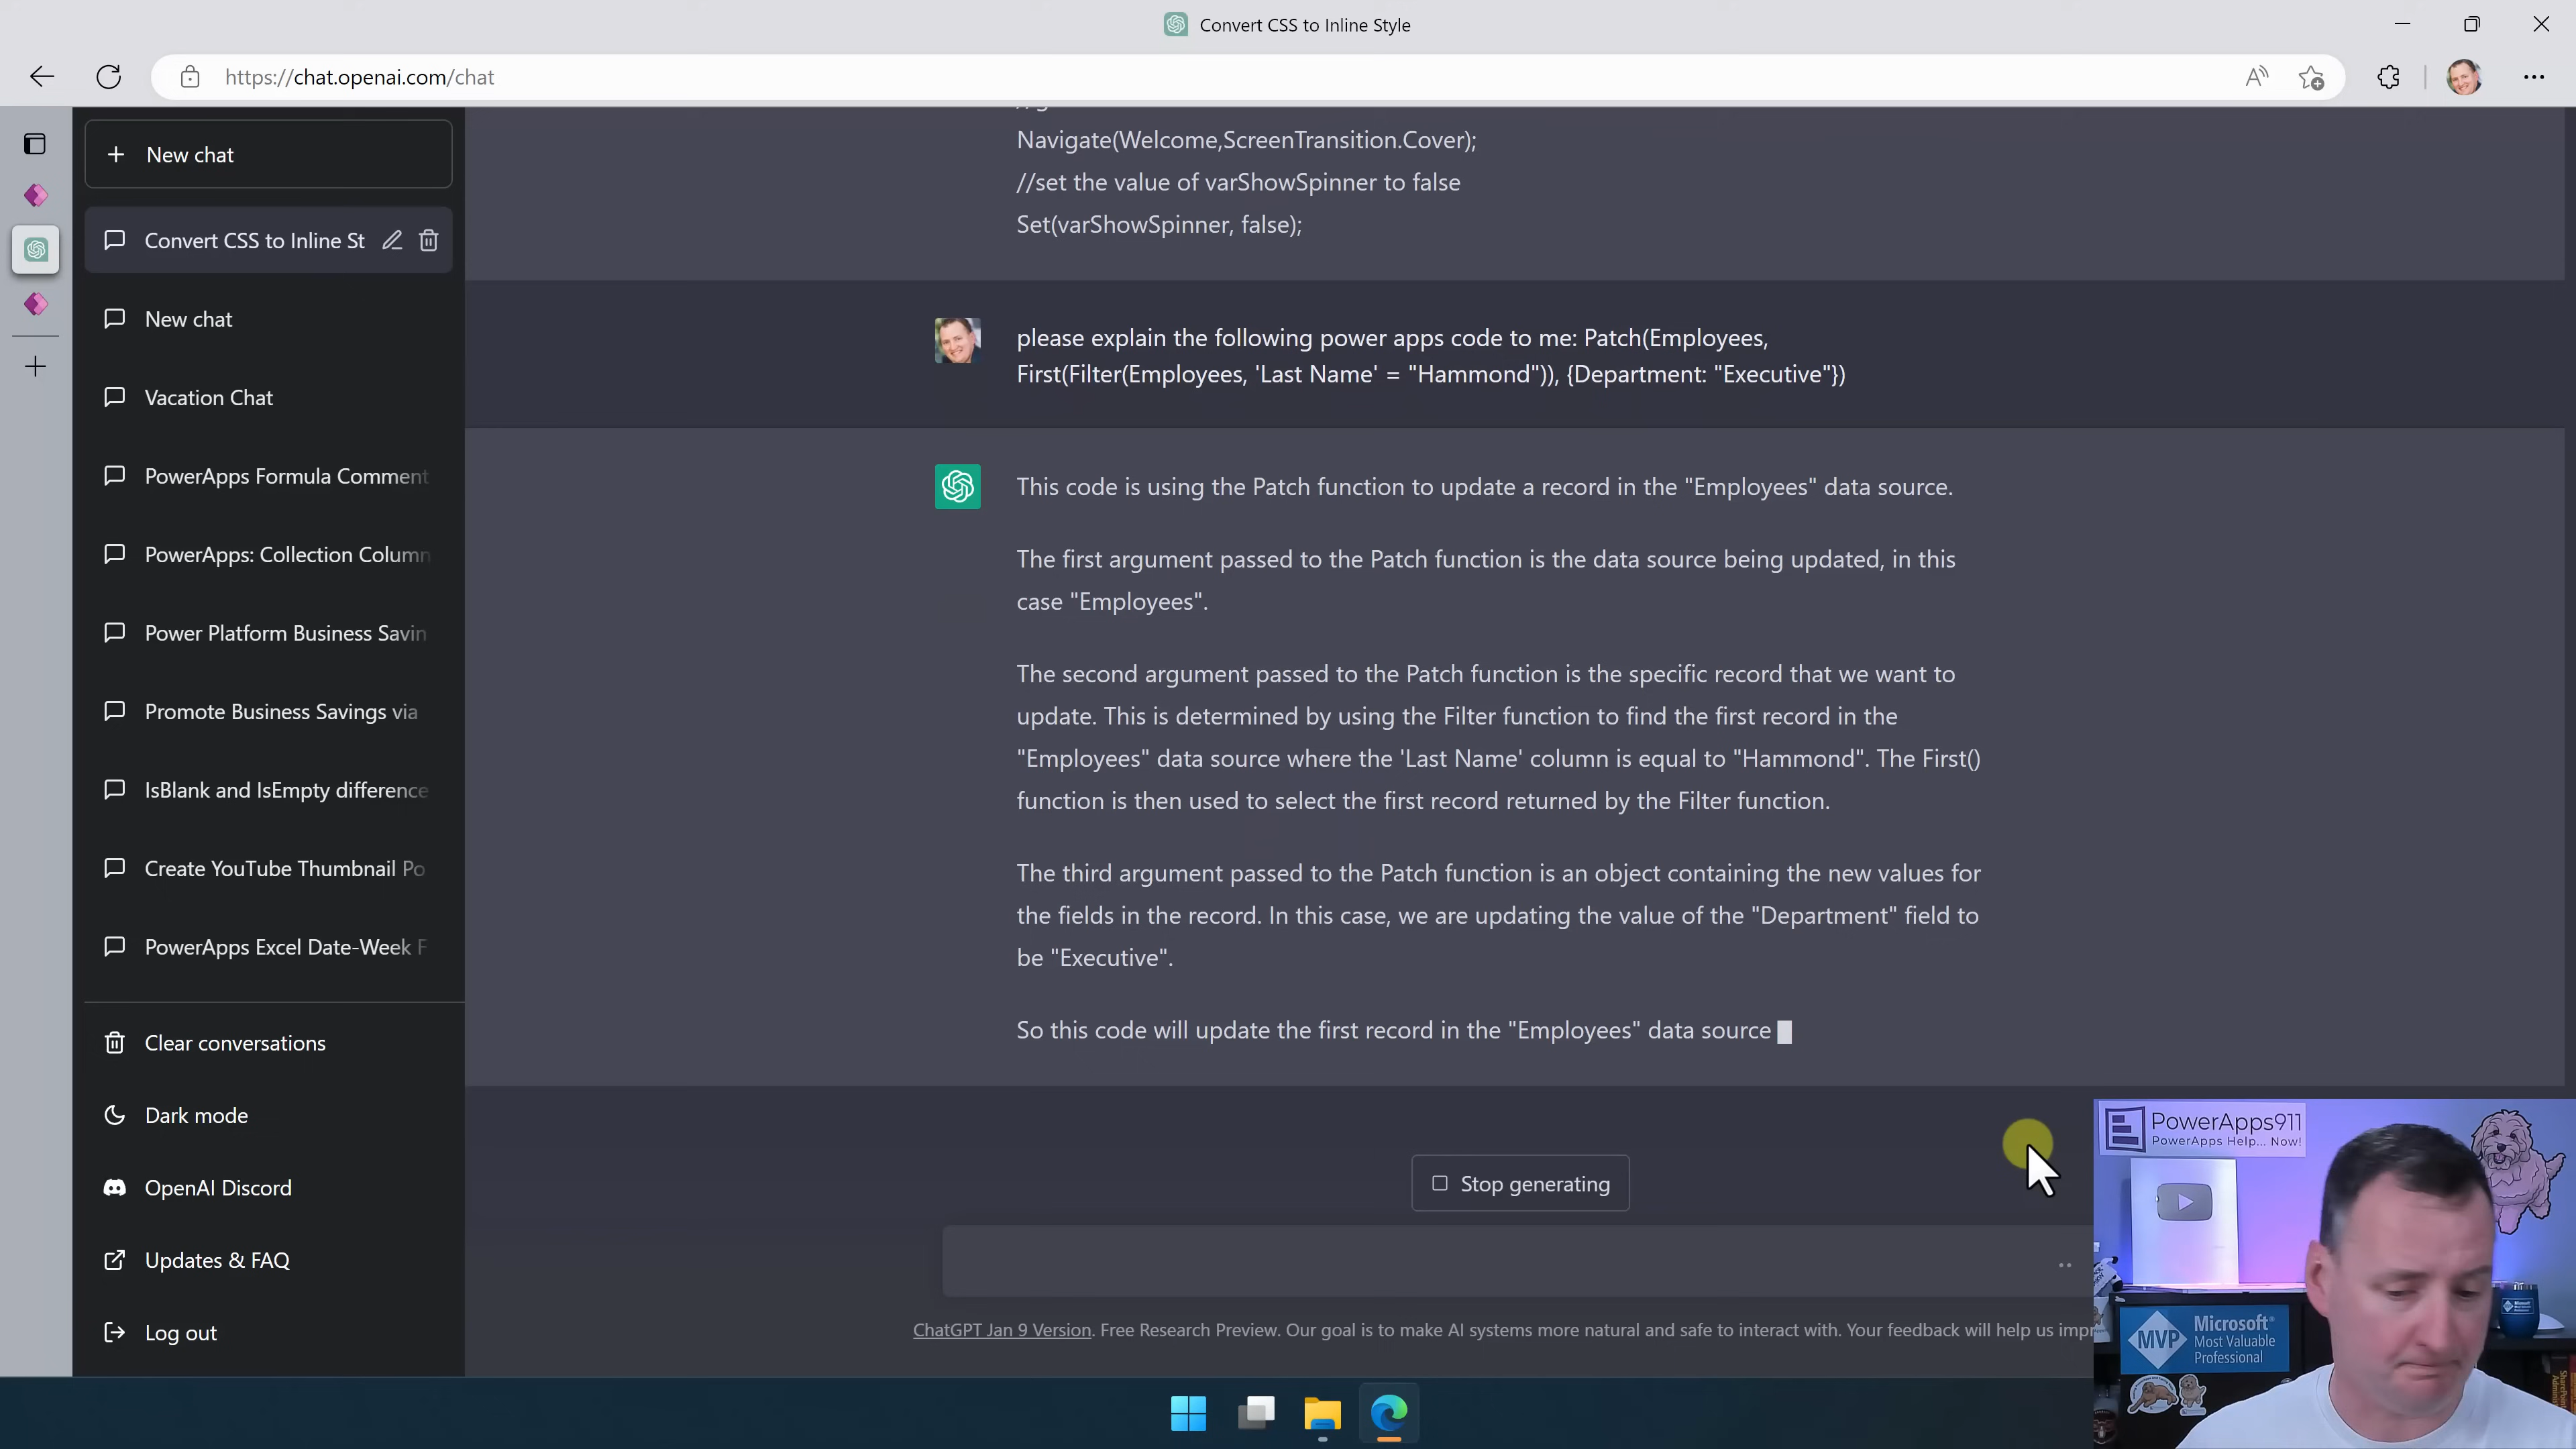 Convert CSS to Inline Style
https://chat.openai.com/chat
New chat
Convert CSS to Inline St
New chat
Vacation Chat
PowerApps Formula Comment
PowerApps: Collection Column
Power Platform Business Savin
Promote Business Savings via
IsBlank and IsEmpty difference
Create YouTube Thumbnail Po
PowerApps Excel Date-Week F
Clear conversations
Dark mode
OpenAI Discord
Updates & FAQ
Log out
Navigate(Welcome,ScreenTransition.Cover);
//set the value of varShowSpinner to false
Set(varShowSpinner, false);
please explain the following power apps code to me: Patch(Employees,
First(Filter(Employees, 'Last Name' = "Hammond")), {Department: "Executive"})
This code is using the Patch function to update a record in the "Employees" data source.
The first argument passed to the Patch function is the data source being updated, in this
case "Employees".
The second argument passed to the Patch function is the specific record that we want to
update. This is determined by using the Filter function to find the first record in the
"Employees" data source where the 'Last Name' column is equal to "Hammond". The First()
function is then used to select the first record returned by the Filter function.
The third argument passed to the Patch function is an object containing the new values for
the fields in the record. In this case, we are updating the value of the "Department" field to
be "Executive".
So this code will update the first record in the "Employees" data source
Stop generating
ChatGPT Jan 9 Version. Free Research Preview. Our goal is to make AI systems more natural and safe to interact with. Your feedback will help us impr
PowerApps911
PowerApps Help... Now!
MVP
Microsoft®
Most Valuable
Professional